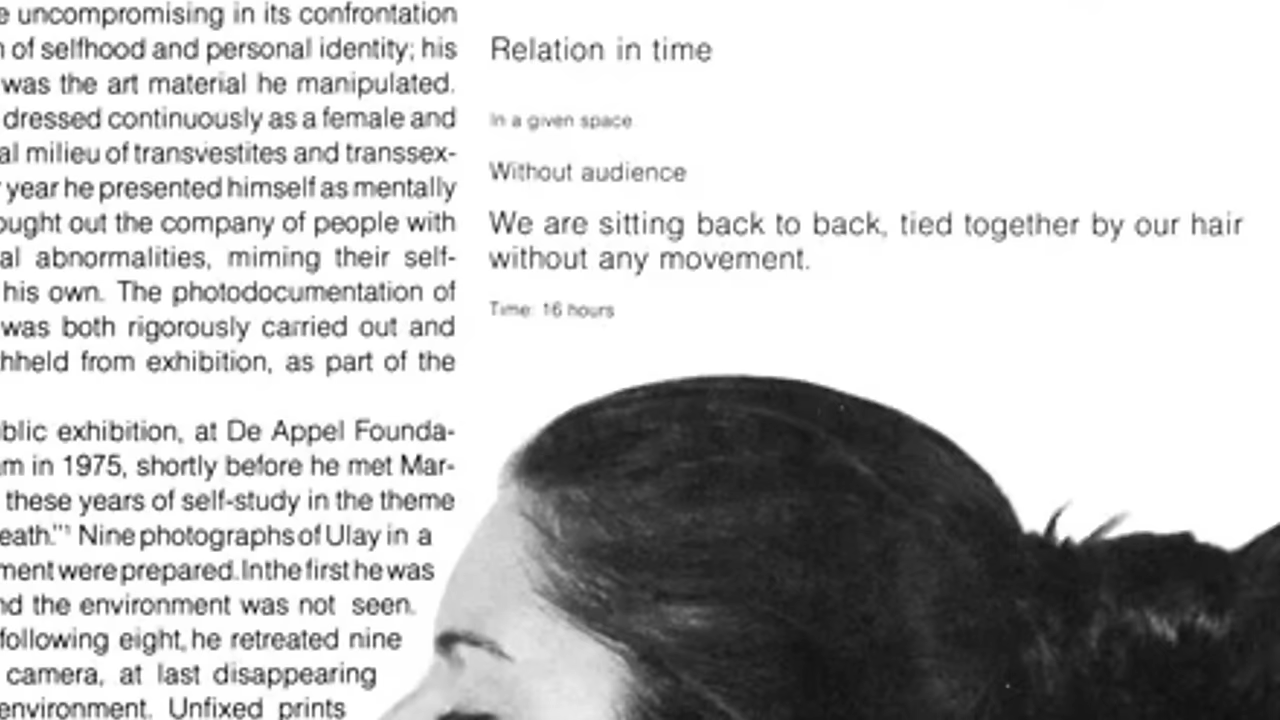 e uncompromising in its confrontation
n of selfhood and personal identity; his
was the art material he manipulated.
dressed continuously as a female and
al milieu of transvestites and transsex-
year he presented himself as mentally
ought out the company of people with
al abnormalities, miming their self-
his own. The photodocumentation of
was both rigorously carried out and
hheld from exhibition, as part of the
blic exhibition, at De Appel Founda-
am in 1975, shortly before he met Mar-
these years of self-study in the theme
eath."¹ Nine photographs of Ulay in a
ment were prepared. In the first he was
nd the environment was not seen.
following eight, he retreated nine
camera, at last disappearing
environment. Unfixed prints
Relation in time
In a given space.
Without audience
We are sitting back to back, tied together by our hair
without any movement.
Time: 16 hours